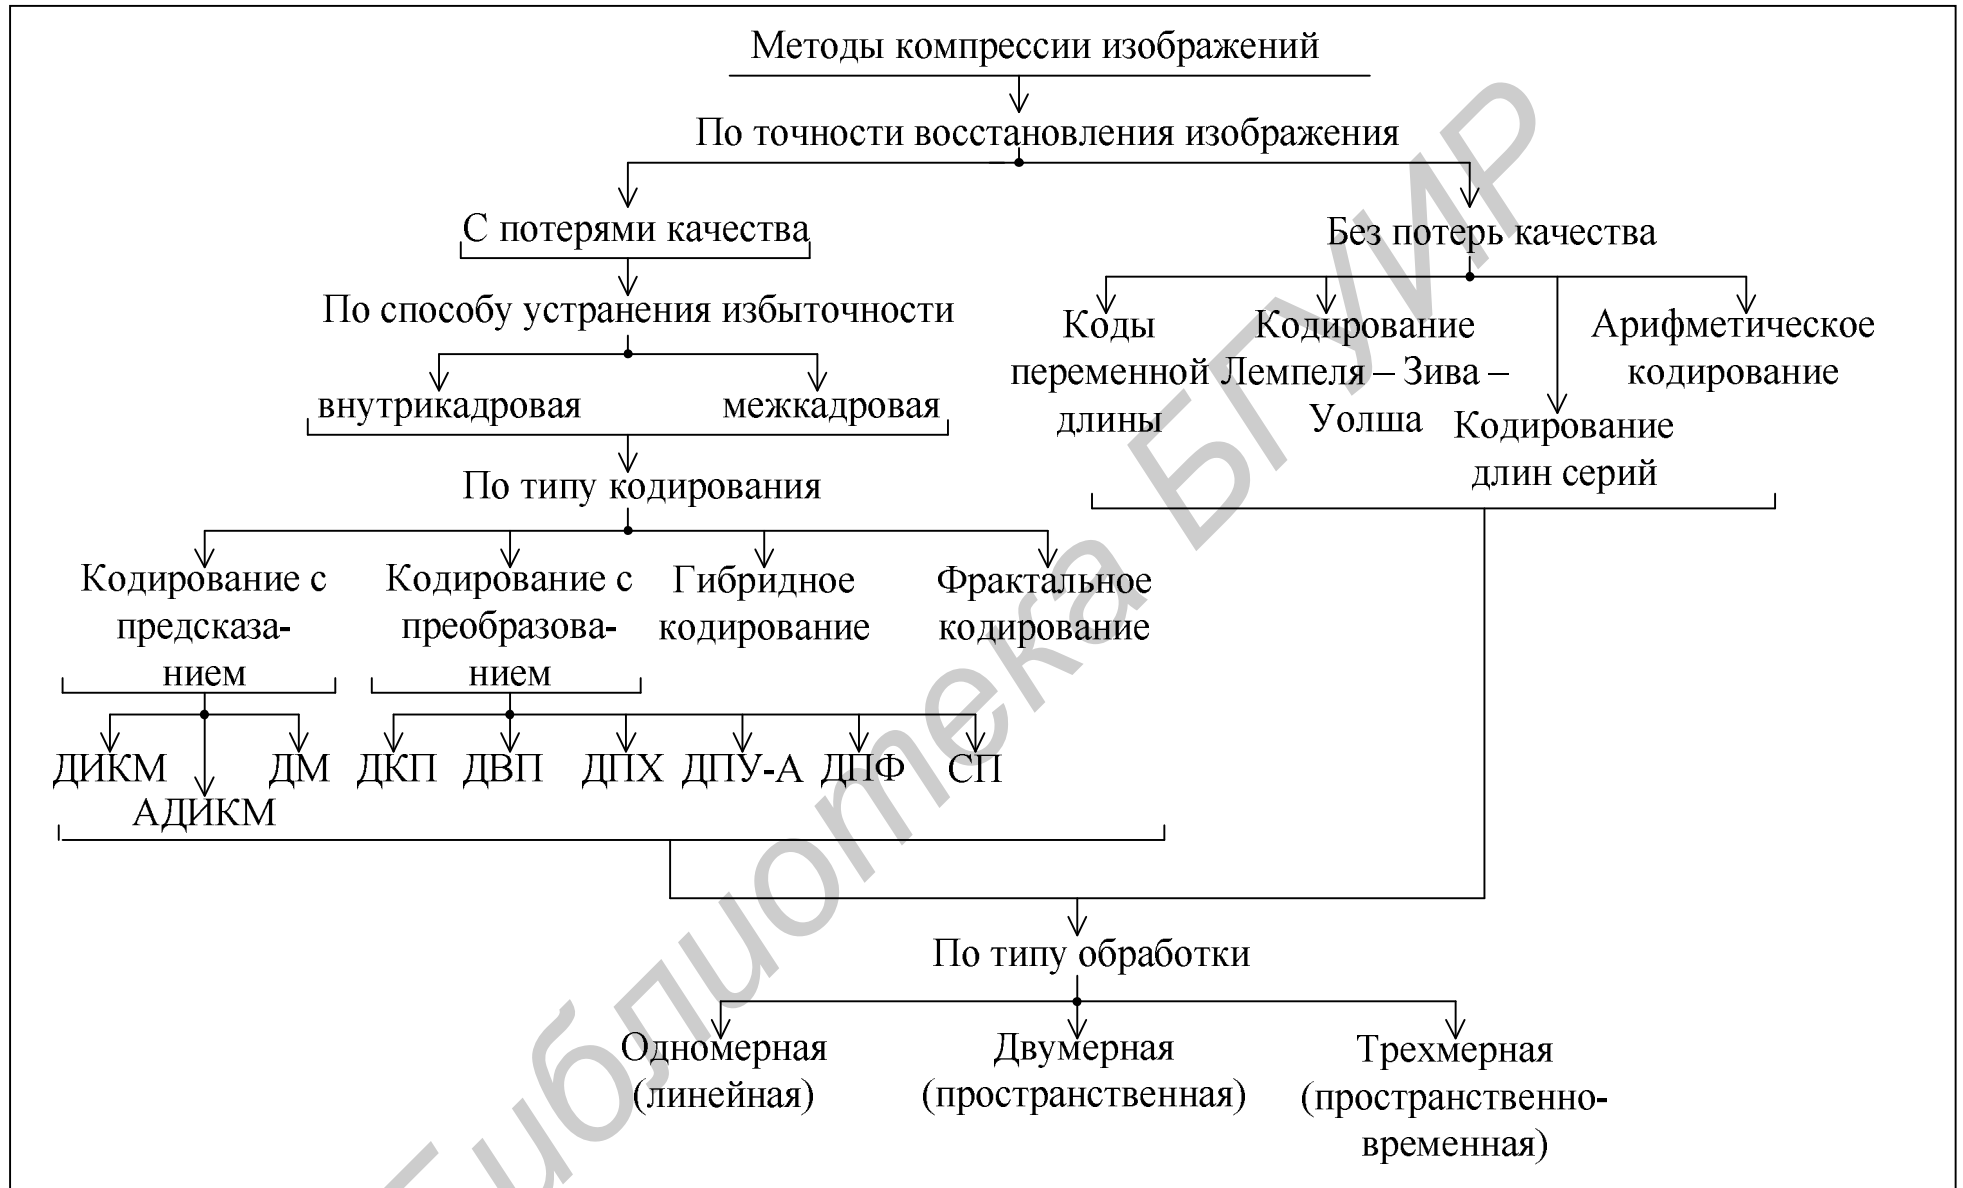 Методы компрессии изображений
По точности восстановления изображения
С потерями качества
Без потерь качества
По способу устранения избыточности
внутрикадровая
межкадровая
Коды
переменной
длины
Кодирование
Лемпеля – Зива –
Уолша
Кодирование
длин серий
Арифметическое
кодирование
По типу кодирования
Кодирование с
предсказа-
нием
Кодирование с
преобразова-
нием
Гибридное
кодирование
Фрактальное
кодирование
ДИКМ
АДИКМ
ДМ
ДКП
ДВП
ДПХ
ДПУ-А
ДПФ
СП
По типу обработки
Одномерная
(линейная)
Двумерная
(пространственная)
Трехмерная
(пространственно-
временная)
Библиотека БГУИР